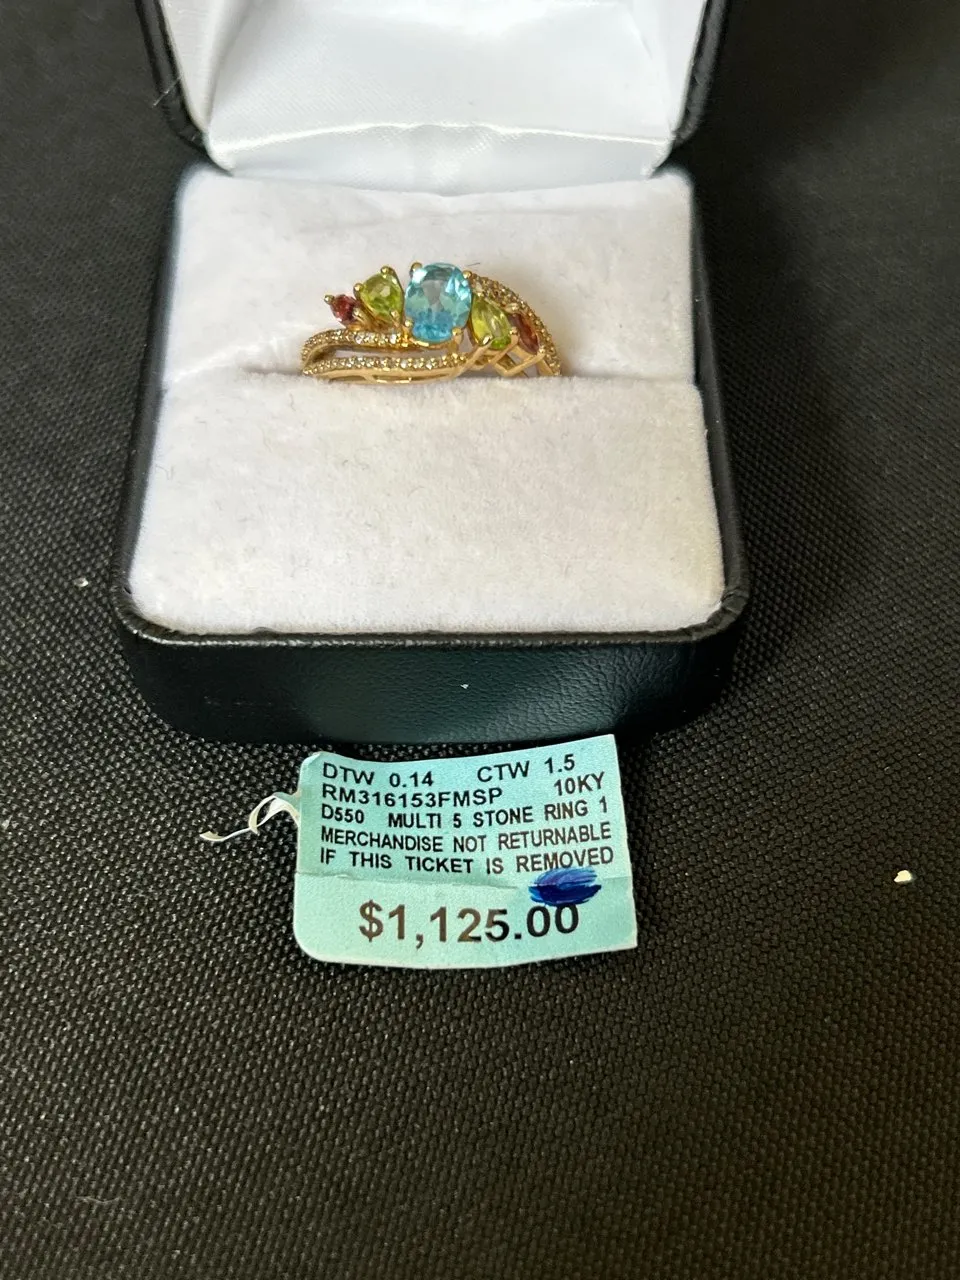 DTW 0.14 CTW 1.5
RM316153FMSP 10KY
D550 MULTI 5 STONE RING 1
MERCHANDISE NOT RETURNABLE
IF THIS TICKET IS REMOVED
$1,125.00